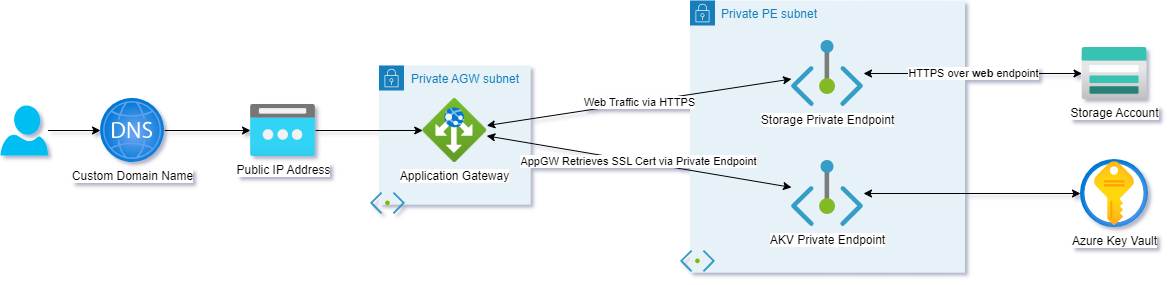 Private PE subnet
Private AGW subnet
HTTPS over web endpoint
Web Traffic via HTTPS
Storage Private Endpoint
Storage Account
DNS
Custom Domain Name
Public IP Address
Application Gateway
AppGW Retrieves SSL Cert via Private Endpoint
AKV Private Endpoint
Azure Key Vault